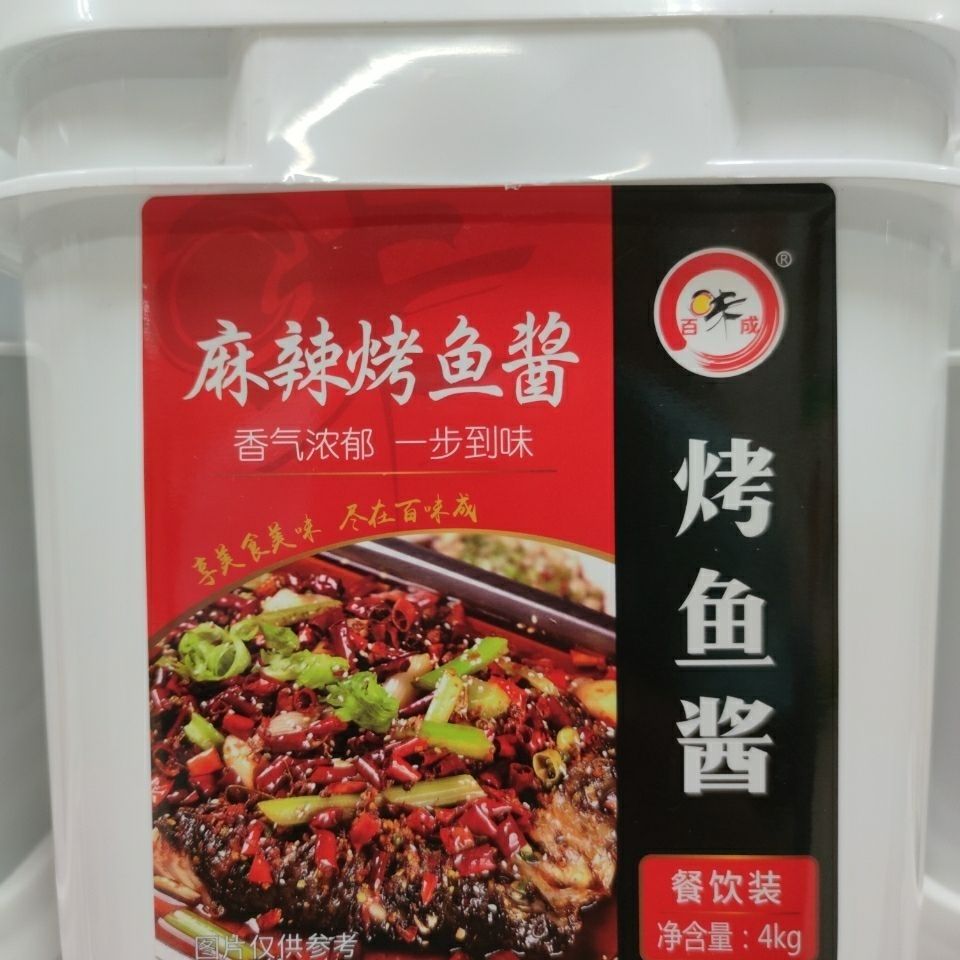 麻辣烤鱼酱
香气浓郁 一步到味
享美食美味 尽在百味成
图片仅供参考
百味成
®
烤鱼酱
餐饮装
净含量：4kg